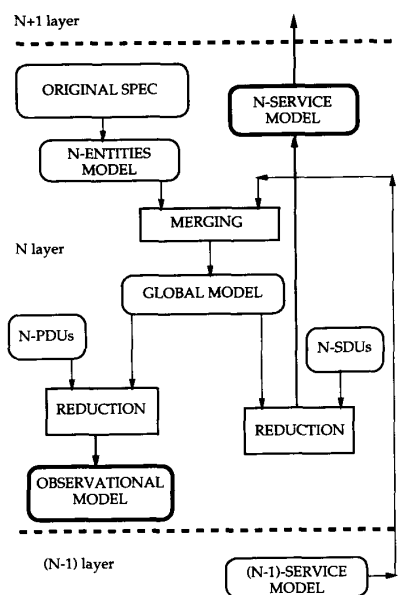 N+1 layer
ORIGINAL SPEC
N-SERVICE
MODEL
N-ENTITIES
MODEL
MERGING
N layer
GLOBAL MODEL
N-PDUs
N-SDUs
REDUCTION
REDUCTION
OBSERVATIONAL
MODEL
(N-1) layer
(N-1)-SERVICE
MODEL